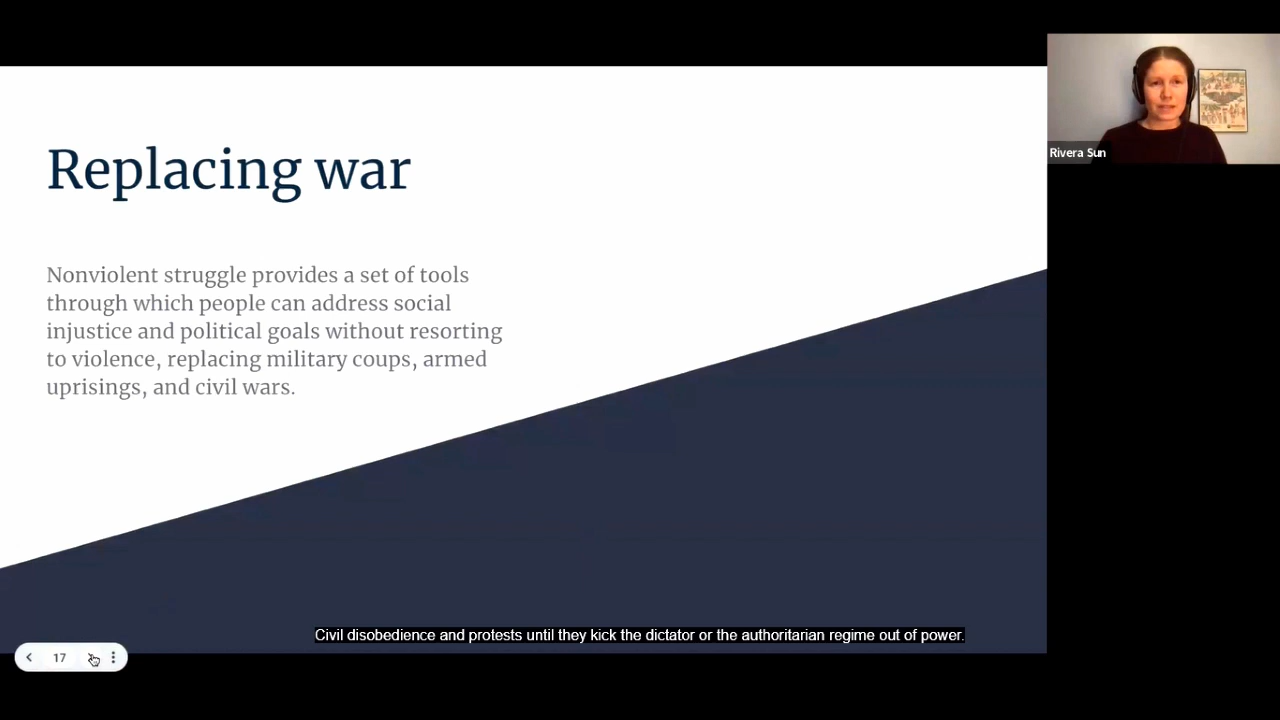 Replacing war
Nonviolent struggle provides a set of tools
through which people can address social
injustice and political goals without resorting
to violence, replacing military coups, armed
uprisings, and civil wars.
Rivera Sun
Civil disobedience and protests until they kick the dictator or the authoritarian regime out of power.
17